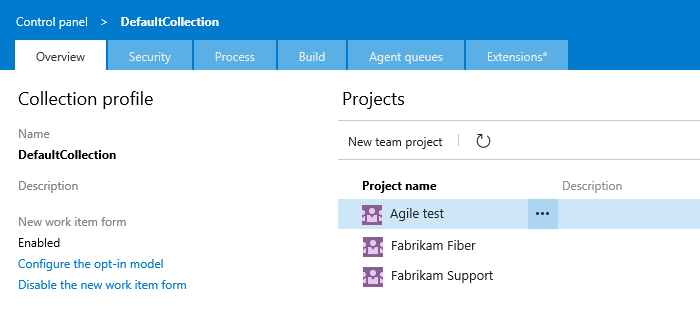 Control panel > DefaultCollection
Overview Security Process Build Agent queues Extensions*
Collection profile
Name
DefaultCollection
Description
New work item form
Enabled
Configure the opt-in model
Disable the new work item form
Projects
New team project
Project name Description
Agile test ...
Fabrikam Fiber
Fabrikam Support